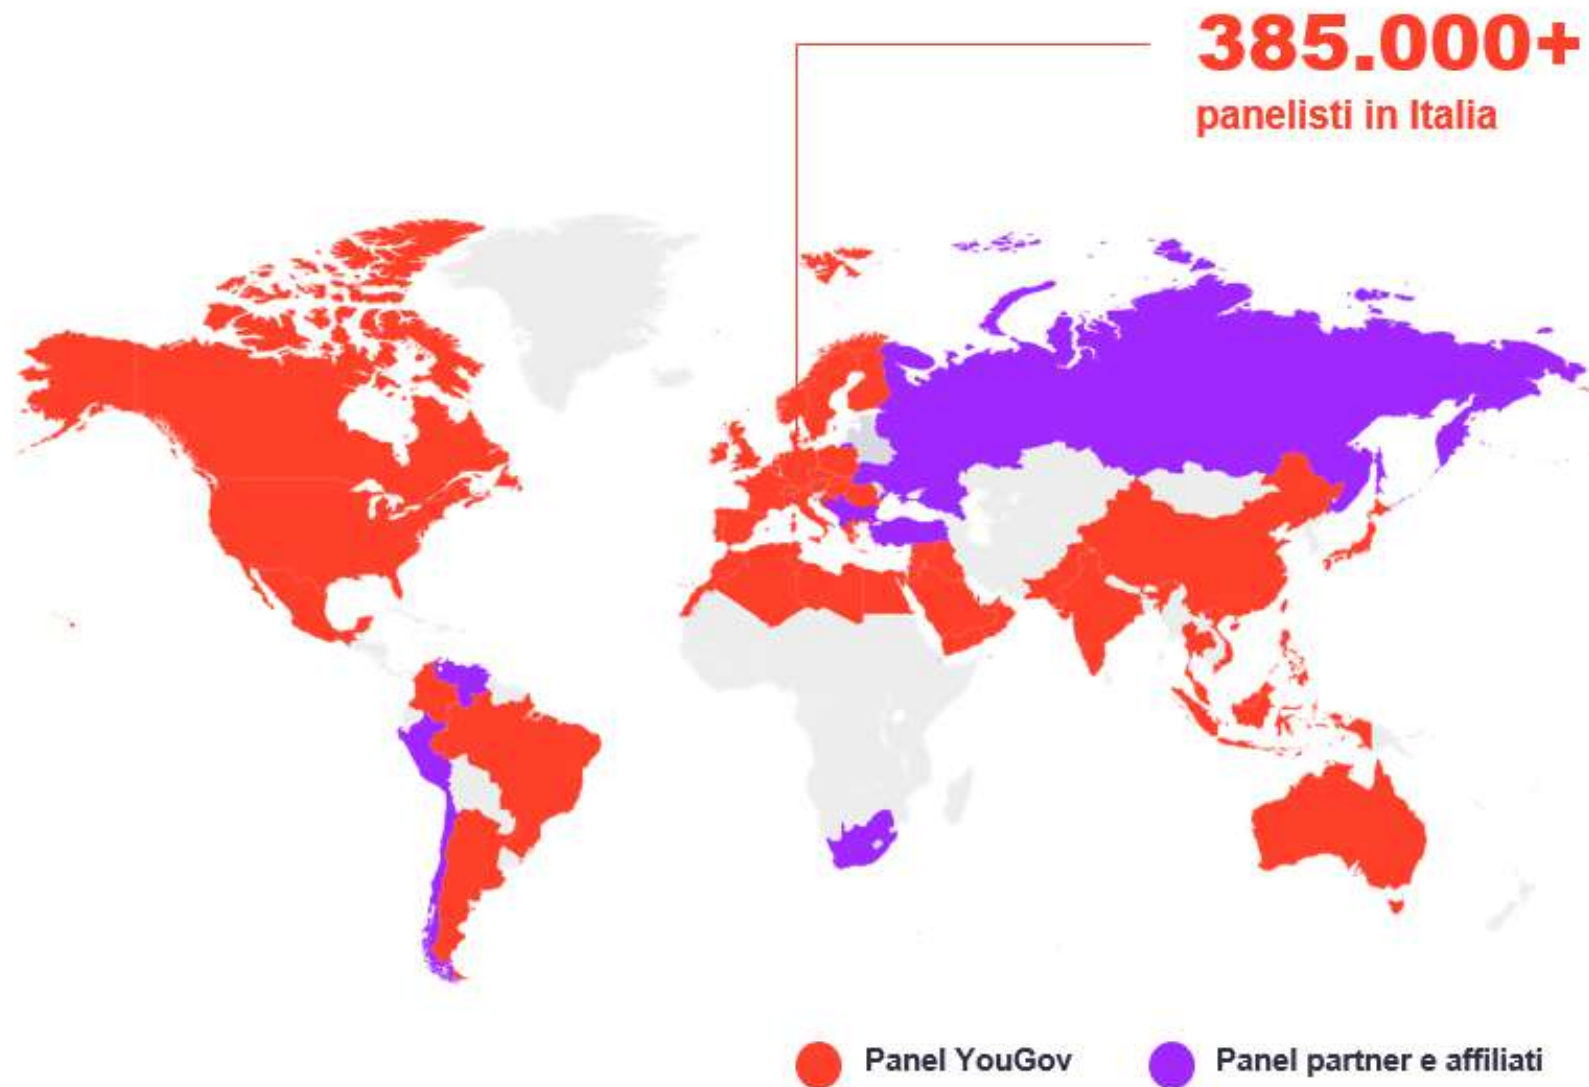 385.000+
panelisti in Italia
Panel YouGov
Panel partner e affiliati